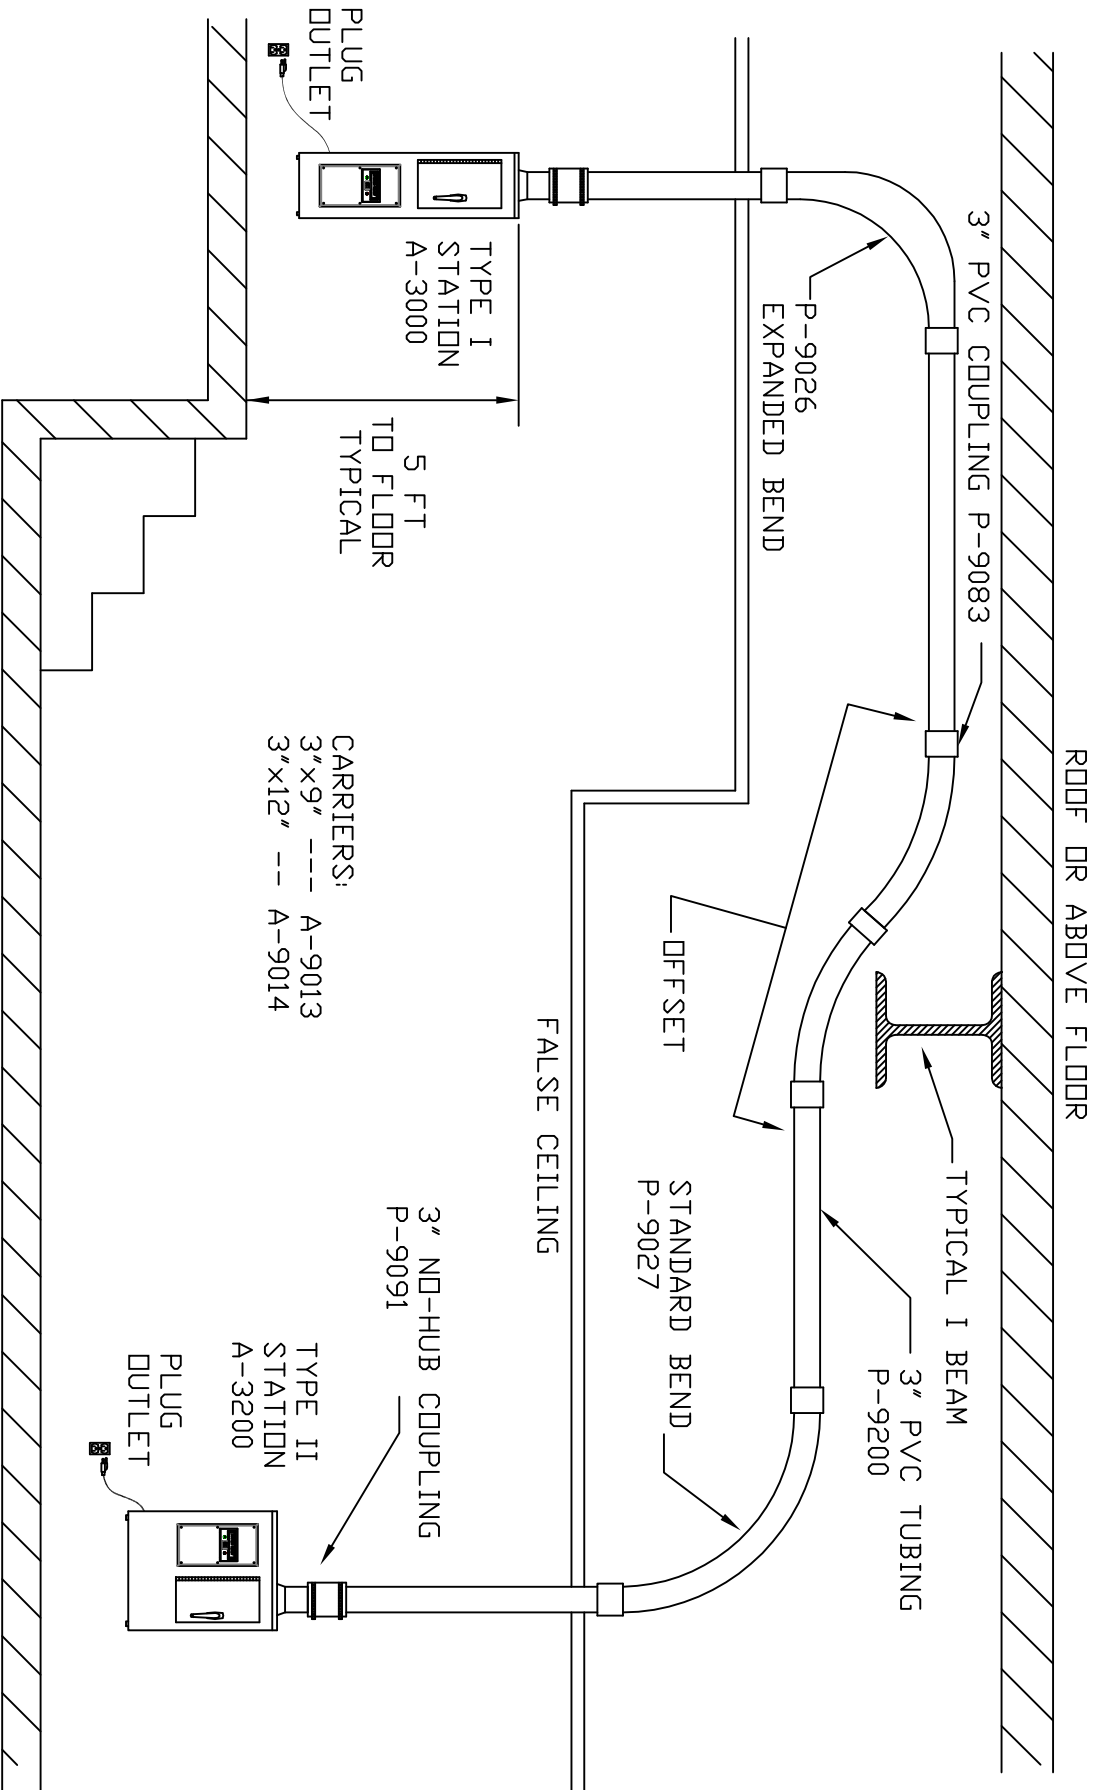 ROOF OR ABOVE FLOOR
3" PVC COUPLING P-9083
TYPICAL I BEAM
3" PVC TUBING
P-9200
P-9026
EXPANDED BEND
OFFSET
STANDARD BEND
P-9027
FALSE CEILING
PLUG
OUTLET
TYPE I
STATION
A-3000
5 FT
TO FLOOR
TYPICAL
CARRIERS:
3"x9" --- A-9013
3"x12" -- A-9014
3" NO-HUB COUPLING
P-9091
TYPE II
STATION
A-3200
PLUG
OUTLET